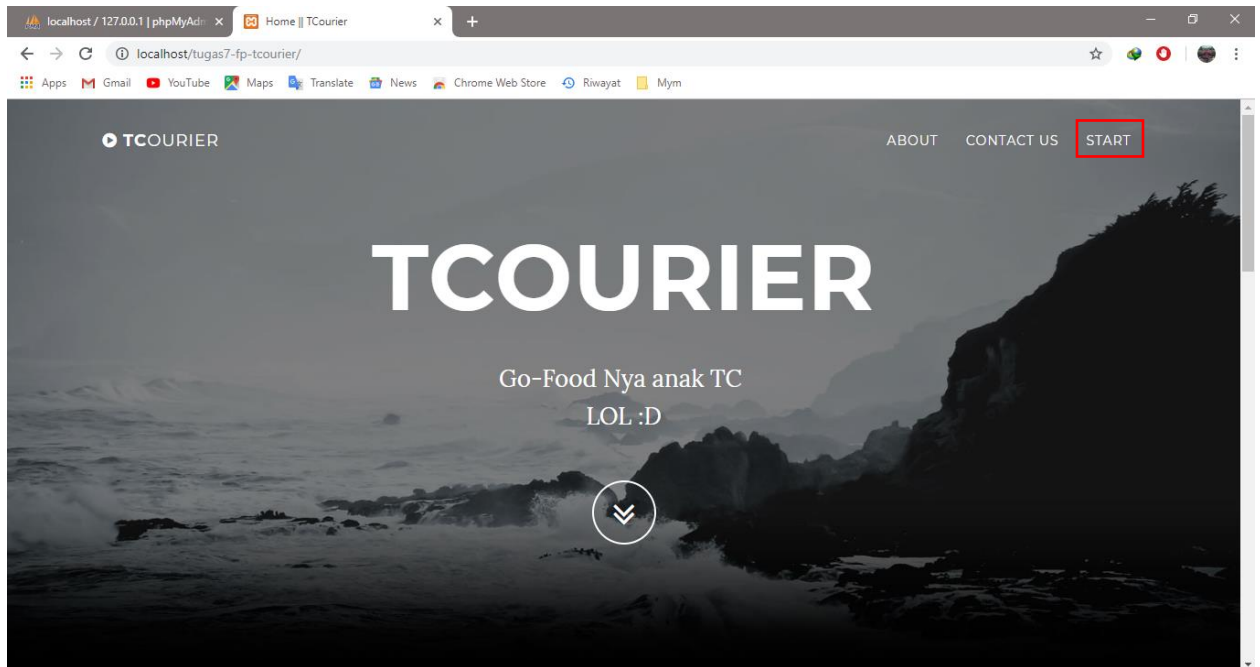 localhost / 127.0.0.1 | phpMyAdn
Home || TCourier
localhost/tugas7-fp-tcourier/
Apps Gmail YouTube Maps Translate News Chrome Web Store Riwayat Mym
TCOURIER ABOUT CONTACT US START
TCOURIER
Go-Food Nya anak TC
LOL :D